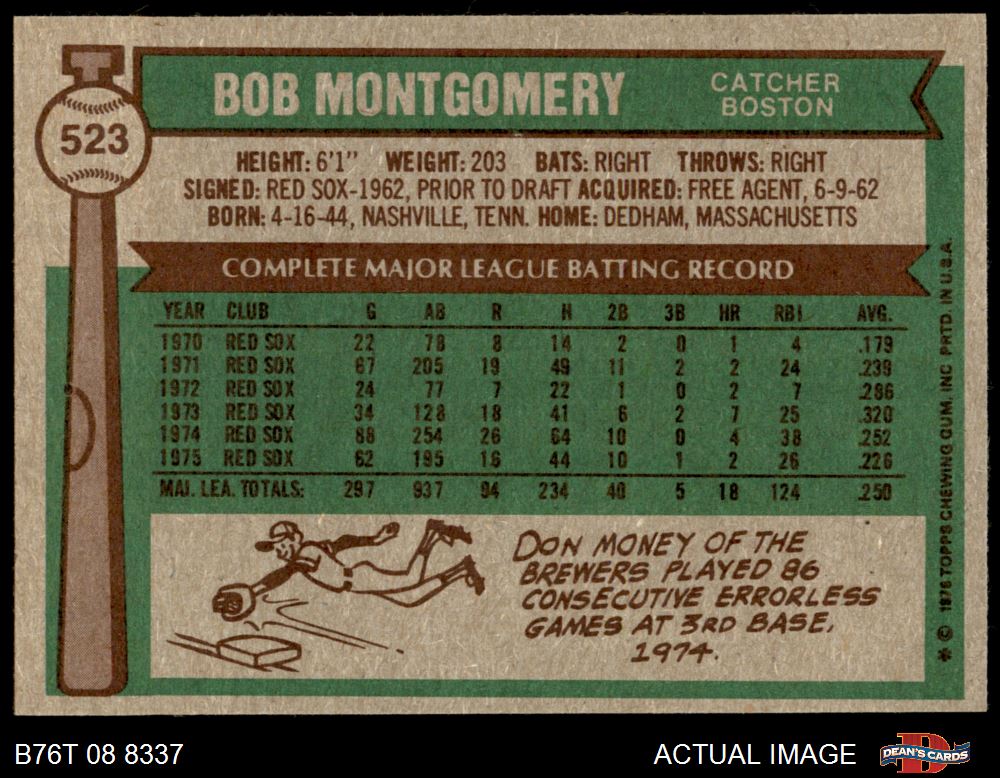 BOB MONTGOMERY
CATCHER
BOSTON
523
HEIGHT: 6'1" WEIGHT: 203 BATS: RIGHT THROWS: RIGHT
SIGNED: RED SOX-1962, PRIOR TO DRAFT ACQUIRED: FREE AGENT, 6-9-62
BORN: 4-16-44, NASHVILLE, TENN. HOME: DEDHAM, MASSACHUSETTS
COMPLETE MAJOR LEAGUE BATTING RECORD
YEAR CLUB G AB R H 2B 3B HR RBI AVG.
1970 RED SOX 22 78 8 14 2 0 1 4 .179
1971 RED SOX 67 205 19 49 11 2 2 24 .239
1972 RED SOX 24 77 7 22 1 0 2 7 .286
1973 RED SOX 34 128 18 41 6 2 7 25 .320
1974 RED SOX 88 254 26 64 10 0 4 38 .252
1975 RED SOX 62 195 16 44 10 1 2 26 .226
MAJ. LEA. TOTALS: 297 937 94 234 40 5 18 124 .250
DON MONEY OF THE
BREWERS PLAYED 86
CONSECUTIVE ERRORLESS
GAMES AT 3RD BASE,
1974.
* © 1976 TOPPS CHEWING GUM, INC. PRTD. IN U.S.A.
B76T 08 8337
ACTUAL IMAGE
D
DEAN'S CARDS